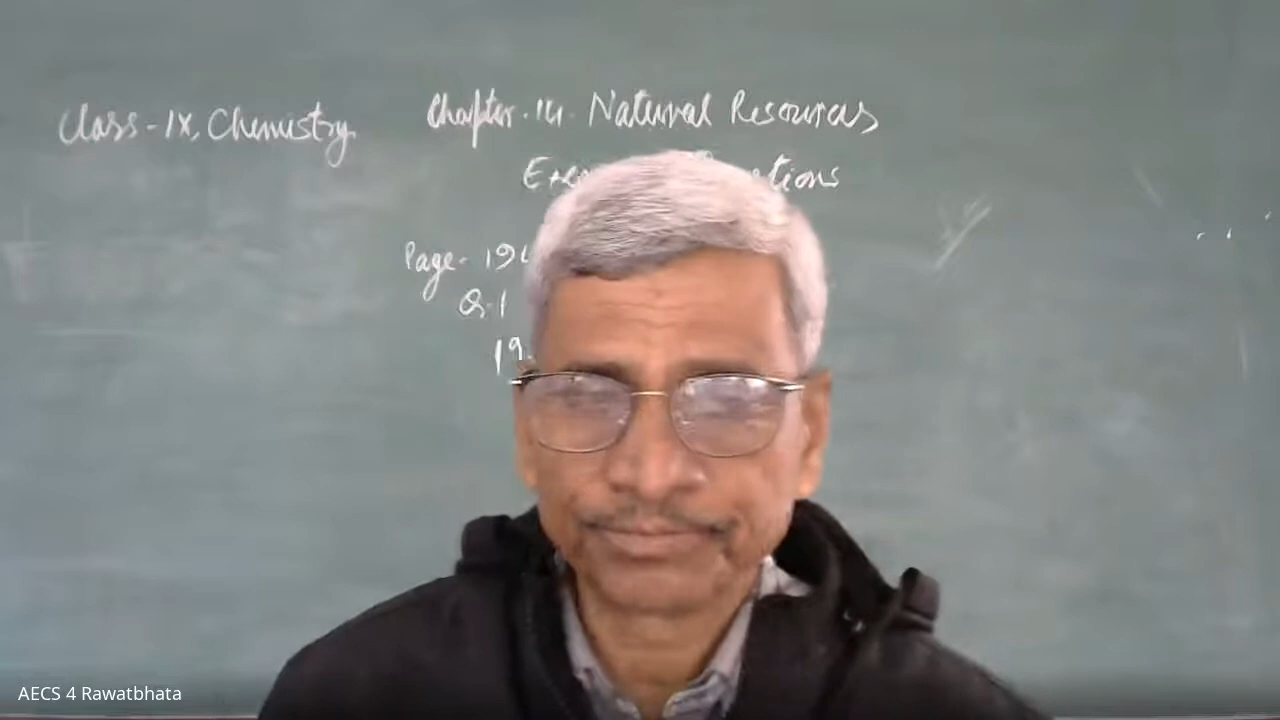 Class-IX, Chemistry. Chapter. 14. Natural Resources
Page- 19
Q.1
19
AECS 4 Rawatbhata